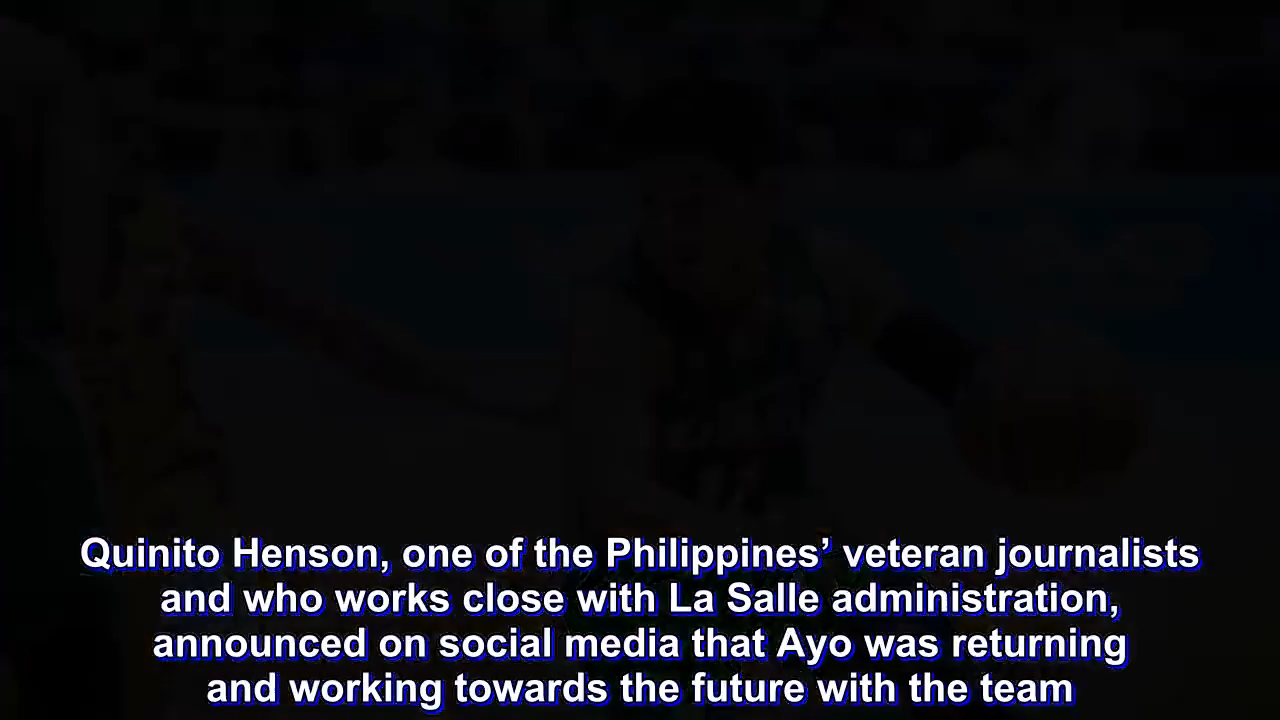 Quinito Henson, one of the Philippines’ veteran journalists
and who works close with La Salle administration,
announced on social media that Ayo was returning
and working towards the future with the team